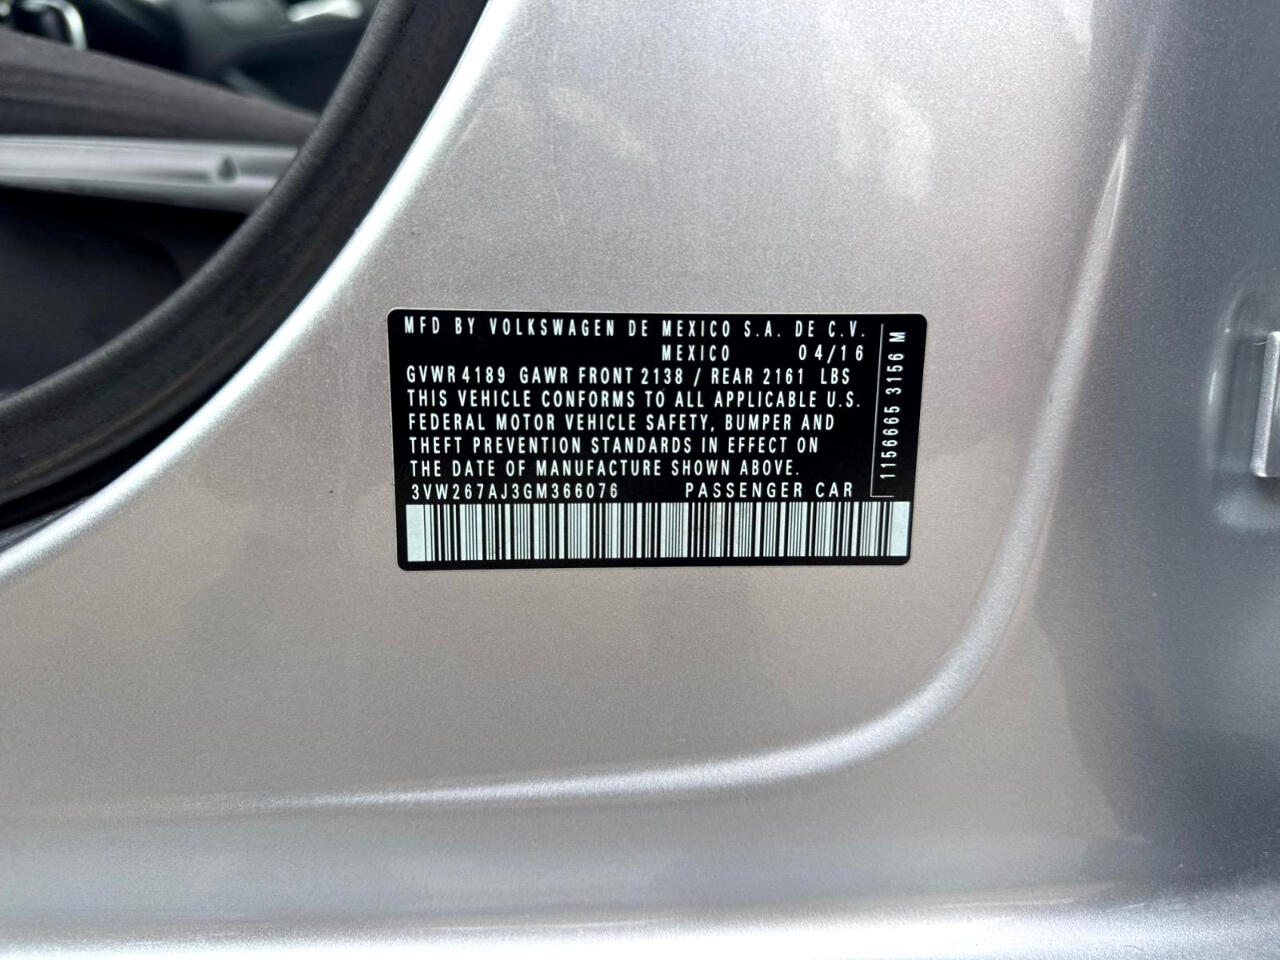 MFD BY VOLKSWAGEN DE MEXICO S.A. DE C.V.
MEXICO 04/16
GVWR 4189 GAWR FRONT 2138 / REAR 2161 LBS
THIS VEHICLE CONFORMS TO ALL APPLICABLE U.S.
FEDERAL MOTOR VEHICLE SAFETY, BUMPER AND
THEFT PREVENTION STANDARDS IN EFFECT ON
THE DATE OF MANUFACTURE SHOWN ABOVE.
3VW267AJ3GM366076 PASSENGER CAR
1156665 3156 M